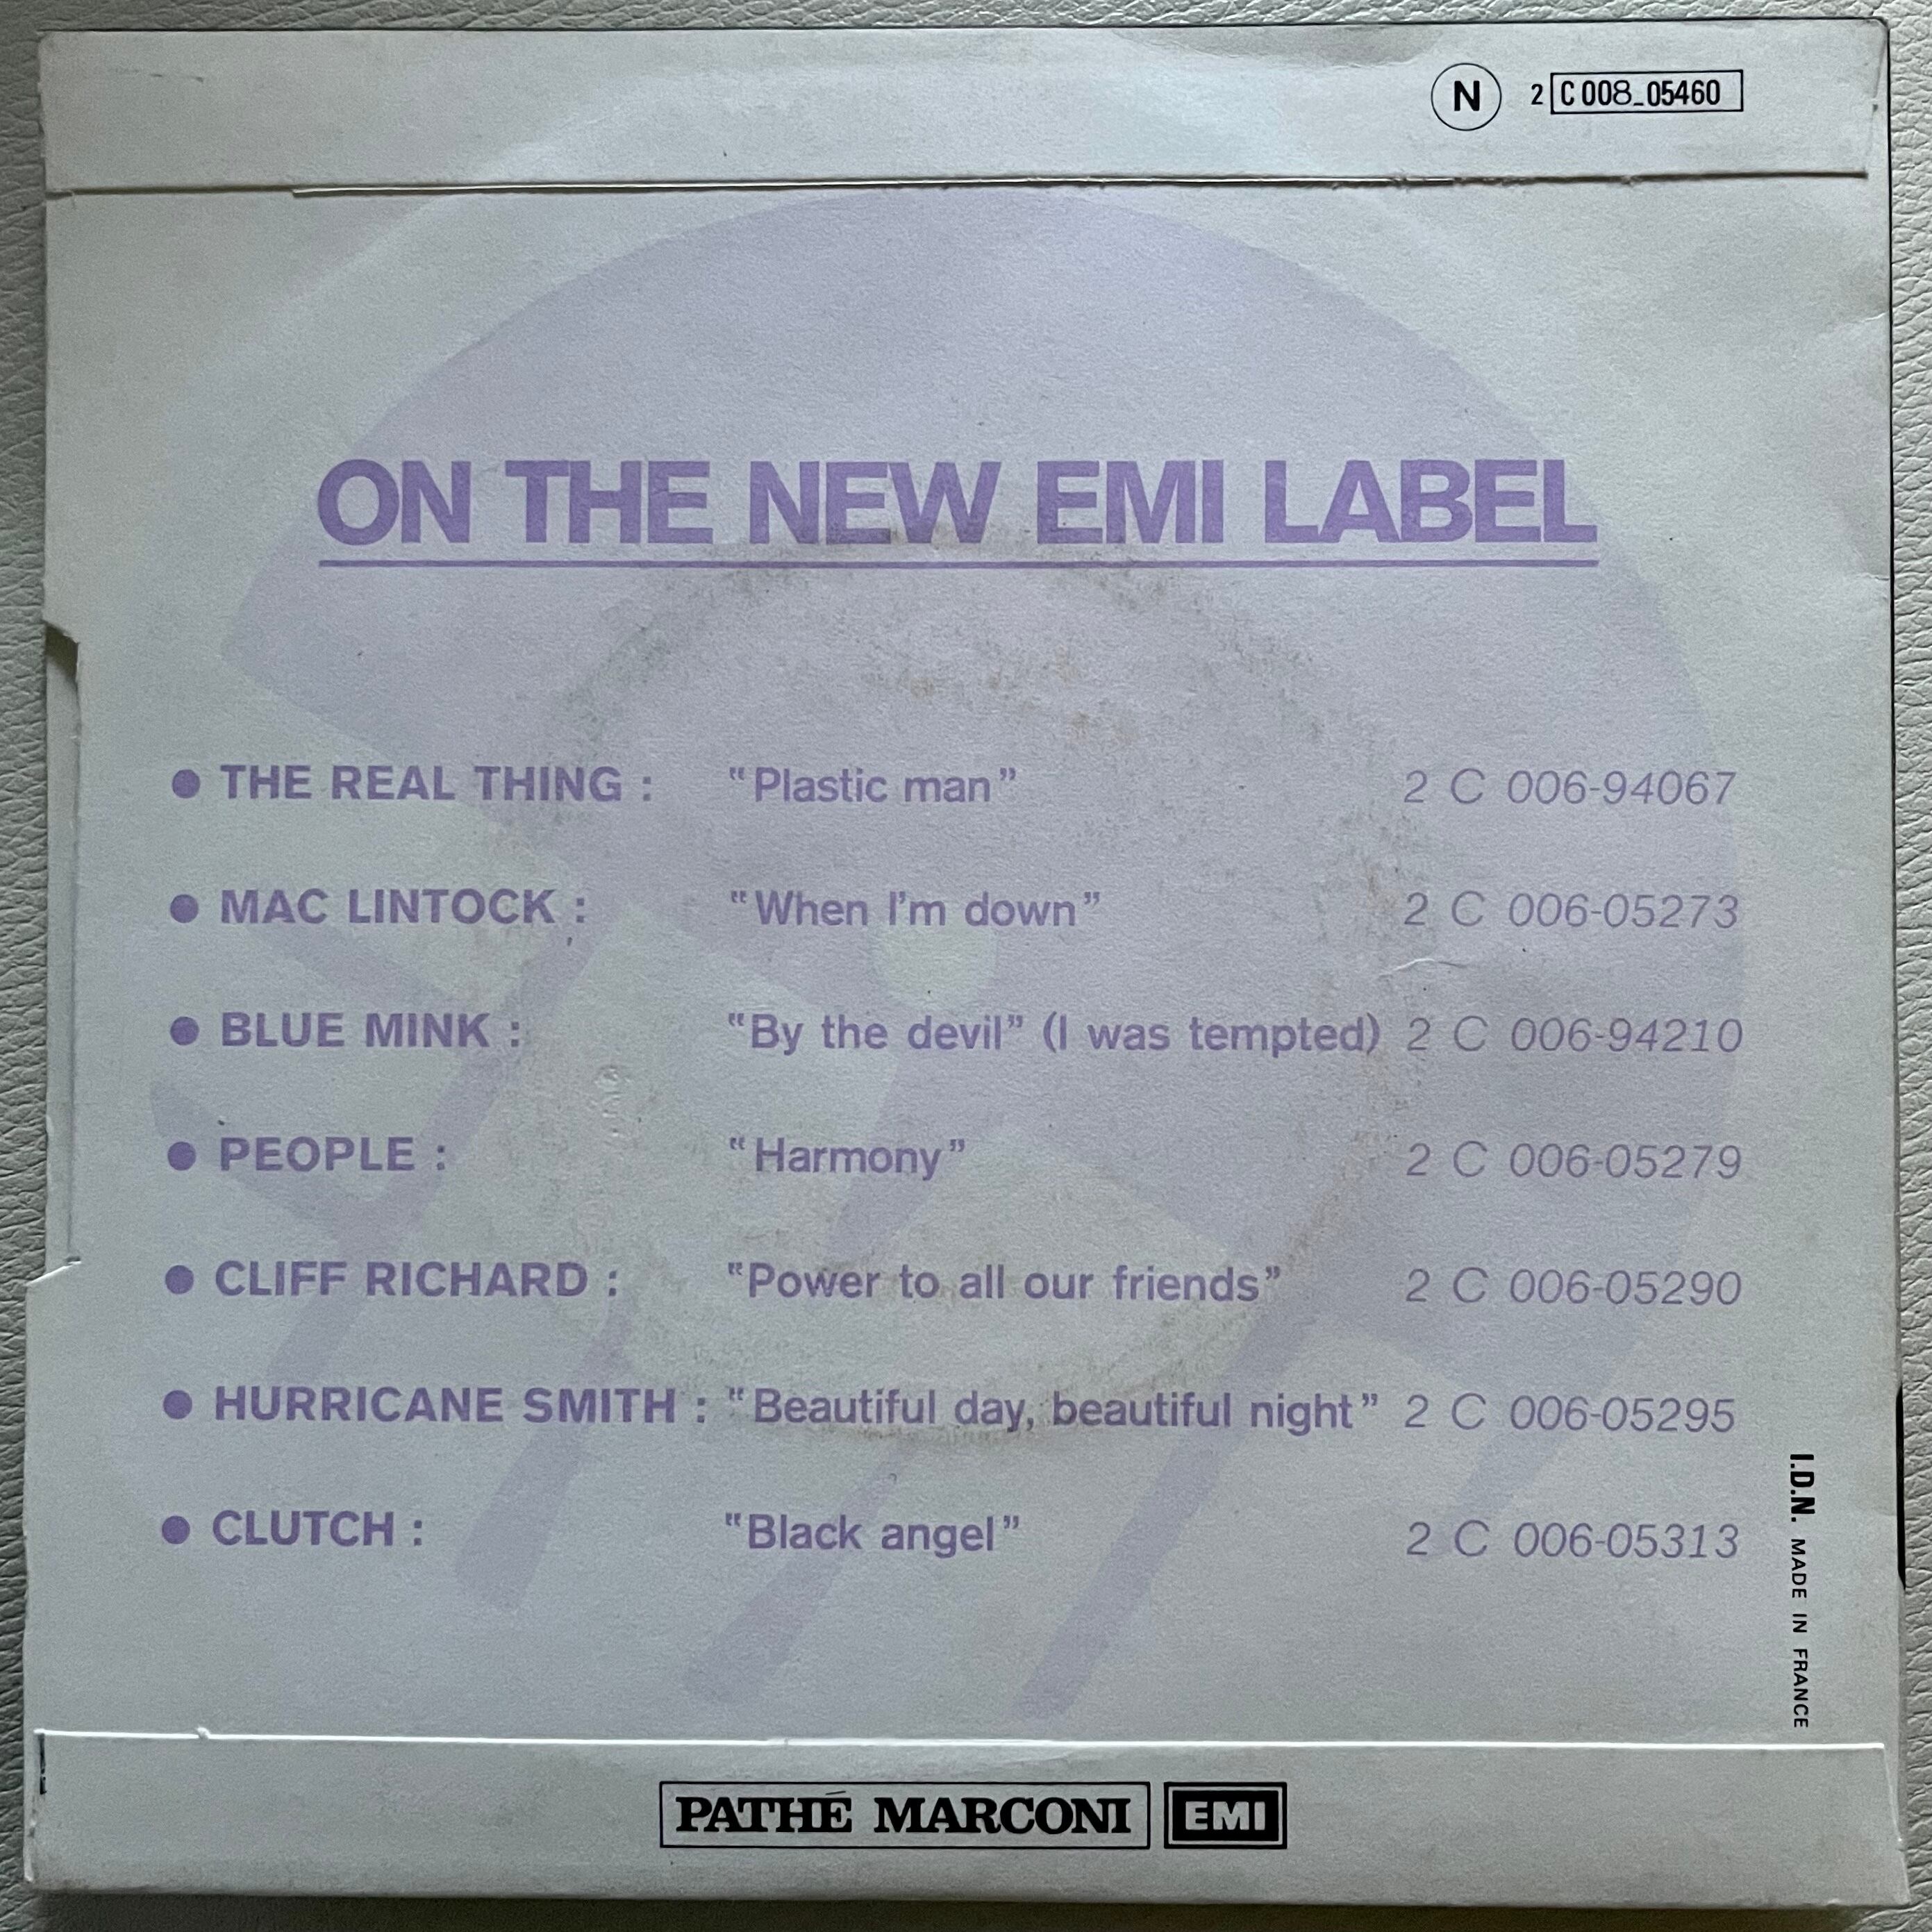 N 2 C 008_05460
ON THE NEW EMI LABEL
● THE REAL THING : “Plastic man” 2 C 006-94067
● MAC LINTOCK : “When I’m down” 2 C 006-05273
● BLUE MINK : “By the devil” (I was tempted) 2 C 006-94210
● PEOPLE : “Harmony” 2 C 006-05279
● CLIFF RICHARD : “Power to all our friends” 2 C 006-05290
● HURRICANE SMITH : “Beautiful day, beautiful night” 2 C 006-05295
● CLUTCH : “Black angel” 2 C 006-05313
I.D.N. MADE IN FRANCE
PATHÉ MARCONI EMI